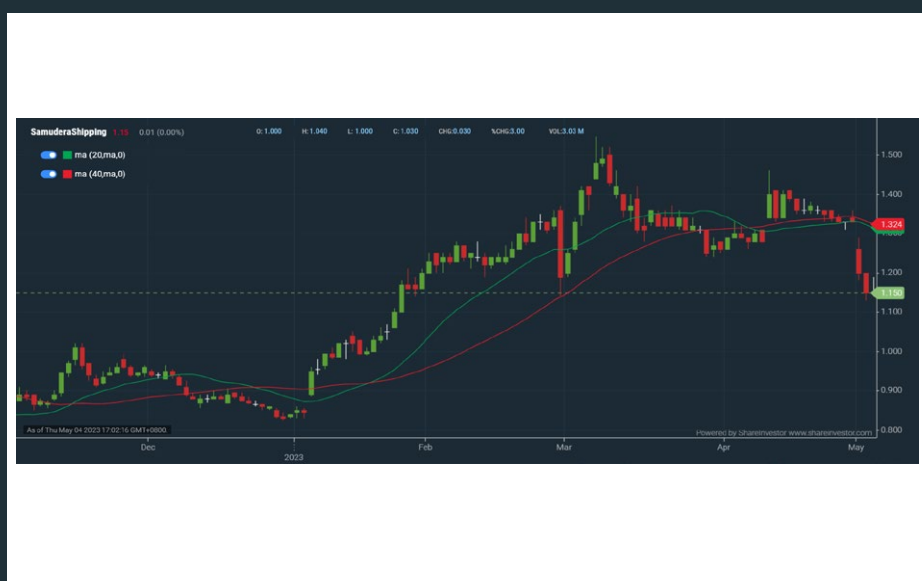 SamuderaShipping 1.15 0.01 (0.00%) O: 1.000 H: 1.040 L: 1.000 C: 1.030 CHG:0.030 %CHG:3.00 VOL:3.03 M
ma (20,ma,0)
ma (40,ma,0)
1.500
1.400
1.324
1.200
1.150
1.100
1.000
0.900
0.800
As of Thu May 04 2023 17:02:16 GMT+0800
Powered by ShareInvestor www.shareinvestor.com
Dec 2023 Feb Mar Apr May